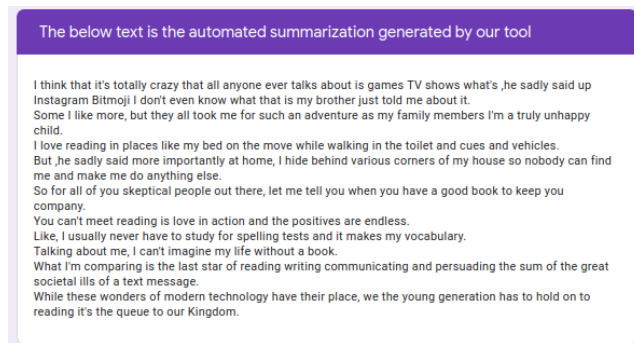 The below text is the automated summarization generated by our tool
I think that it's totally crazy that all anyone ever talks about is games TV shows what's ,he sadly said up
Instagram Bitmoji I don't even know what that is my brother just told me about it.
Some I like more, but they all took me for such an adventure as my family members I'm a truly unhappy
child.
I love reading in places like my bed on the move while walking in the toilet and cues and vehicles.
But ,he sadly said more importantly at home, I hide behind various corners of my house so nobody can find
me and make me do anything else.
So for all of you skeptical people out there, let me tell you when you have a good book to keep you
company.
You can't meet reading is love in action and the positives are endless.
Like, I usually never have to study for spelling tests and it makes my vocabulary.
Talking about me, I can't imagine my life without a book.
What I'm comparing is the last star of reading writing communicating and persuading the sum of the great
societal ills of a text message.
While these wonders of modern technology have their place, we the young generation has to hold on to
reading it's the queue to our Kingdom.